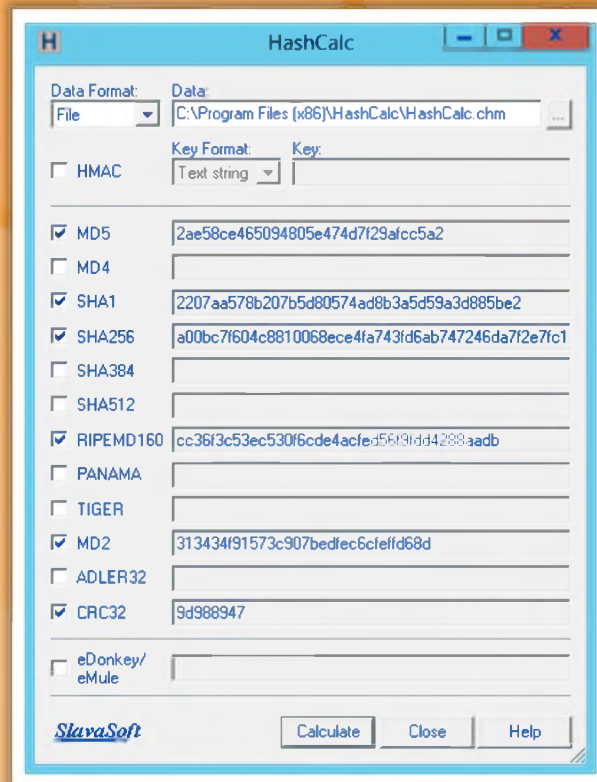 H HashCalc
Data Format: Data:
File C:\Program Files (x86)\HashCalc\HashCalc.chm ...
Key Format: Key:
HMAC Text string
MD5 2ae58ce465094805e474d7f29afcc5a2
MD4
SHA1 2207aa578b207b5d80574ad8b3a5d59a3d885be2
SHA256 a00bc7f604c8810068ece4fa743fd6ab747246da7f2e7fc1
SHA384
SHA512
RIPEMD160
PANAMA
TIGER
MD2 313434f91573c907bedfec6cfeffd68d
ADLER32
CRC32 9d988947
eDonkey/
eMule
SlavaSoft Calculate Close Help